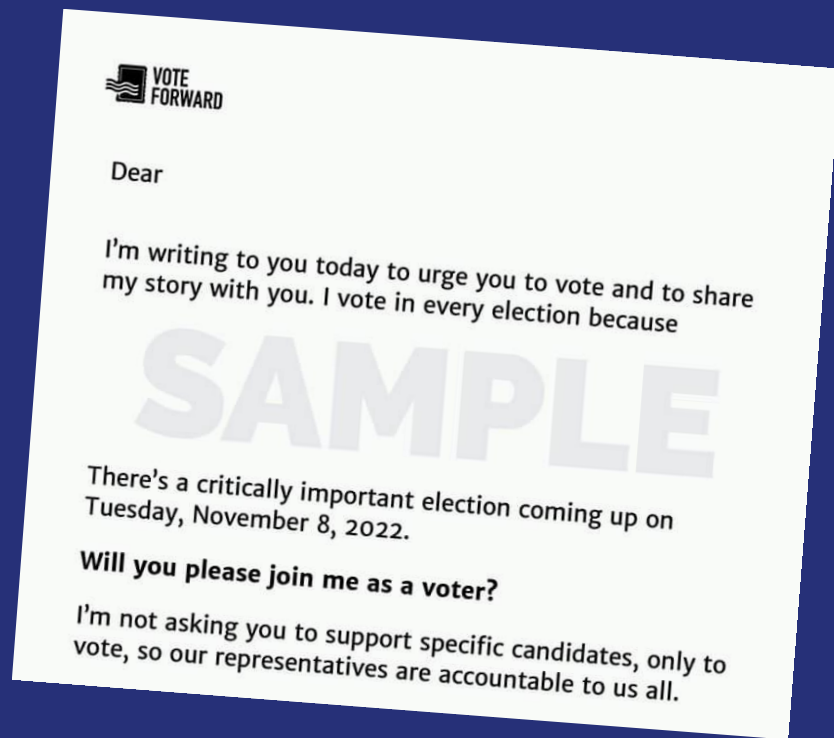 VOTE
FORWARD
Dear
I'm writing to you today to urge you to vote and to share
my story with you. I vote in every election because
SAMPLE
There's a critically important election coming up on
Tuesday, November 8, 2022.
Will you please join me as a voter?
I'm not asking you to support specific candidates, only to
vote, so our representatives are accountable to us all.